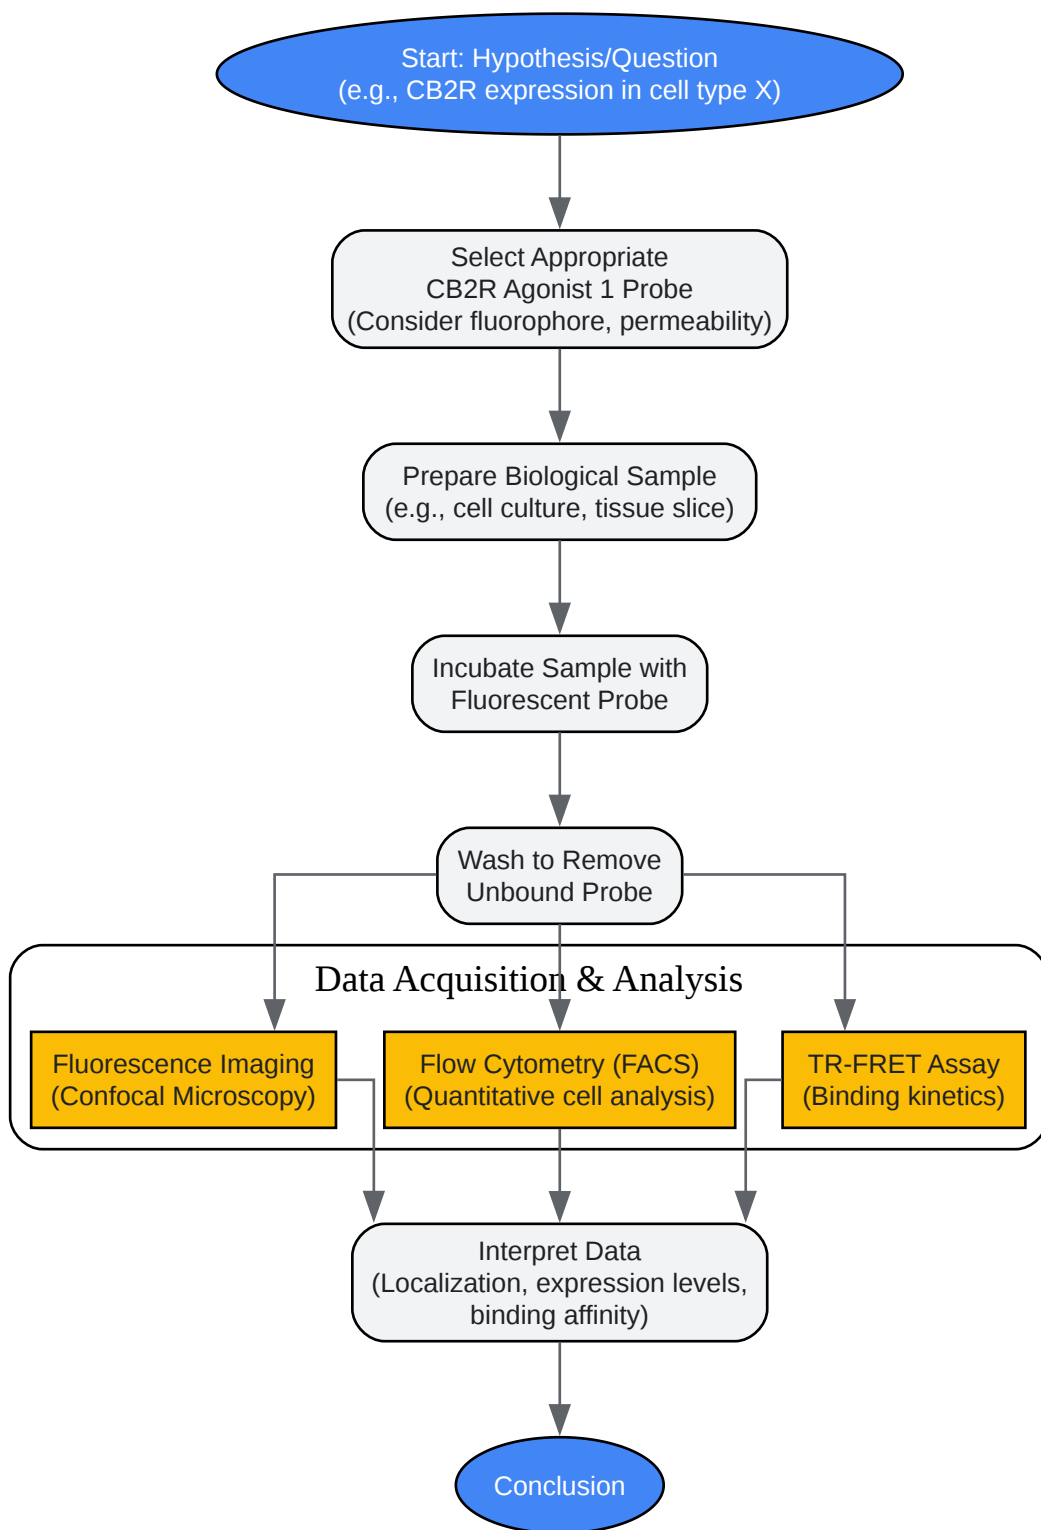 Start: Hypothesis/Question
(e.g., CB2R expression in cell type X)
Select Appropriate
CB2R Agonist 1 Probe
(Consider fluorophore, permeability)
Prepare Biological Sample
(e.g., cell culture, tissue slice)
Incubate Sample with
Fluorescent Probe
Wash to Remove
Unbound Probe
Data Acquisition & Analysis
Fluorescence Imaging
(Confocal Microscopy)
Flow Cytometry (FACS)
(Quantitative cell analysis)
TR-FRET Assay
(Binding kinetics)
Interpret Data
(Localization, expression levels,
binding affinity)
Conclusion